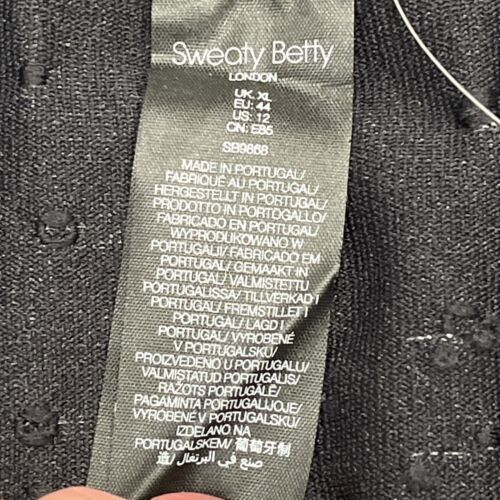 Sweaty Betty
LONDON
UK: XL
EU: 44
US: 12
CN: E85
SB9868
MADE IN PORTUGAL/
FABRIQUÉ AU PORTUGAL/
HERGESTELLT IN PORTUGAL/
PRODOTTO IN PORTOGALLO/
FABRICADO EN PORTUGAL/
WYPRODUKOWANO W
PORTUGALII/ FABRICADO EM
PORTUGAL/ GEMAAKT IN
PORTUGAL/ VALMISTETTU
PORTUGALISSA/ TILLVERKAD I
PORTUGAL/ FREMSTILLET I
PORTUGAL/ LAGD I
PORTUGAL/ VYROBENÉ
V PORTUGALSKU/
PROIZVEDENO U PORTUGALU/
VALMISTATUD PORTUGALIS/
RAŽOTS PORTUGĀLĒ/
PAGAMINTA PORTUGALIJOJE/
VYROBENÉ V PORTUGALSKU/
IZDELANO NA
PORTUGALSKEM/ 葡萄牙制
造/ صنع في البرتغال